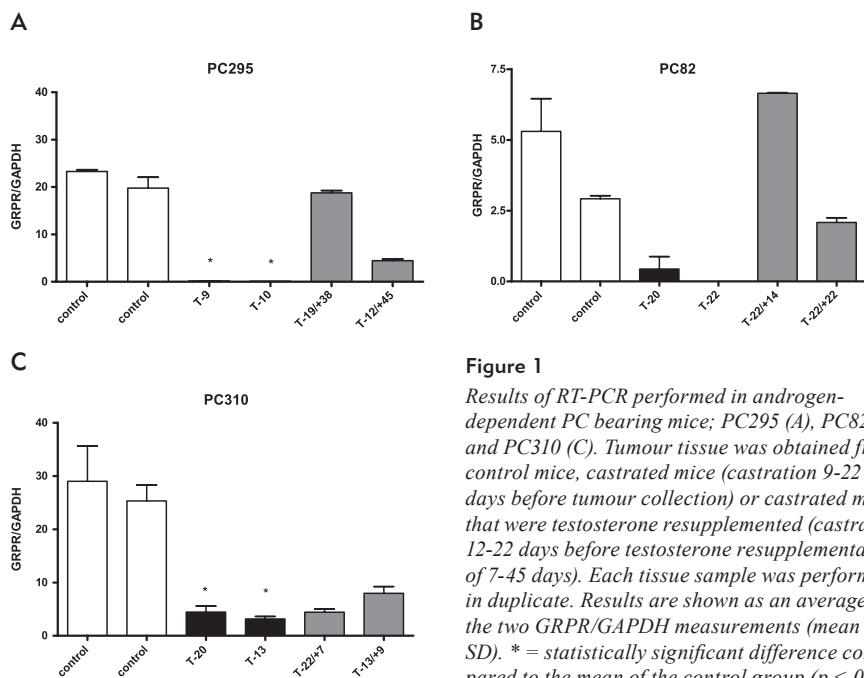 A
PC295
40
30
20
10
0
GRPR/GAPDH
* *
control control T-9 T-10 T-19/+38 T-12/+45
B
PC82
7.5
5.0
2.5
0.0
GRPR/GAPDH
control control T-20 T-22 T-22/+14 T-22/+22
C
PC310
40
30
20
10
0
GRPR/GAPDH
* *
control control T-20 T-13 T-22/+7 T-13/+9
Figure 1
Results of RT-PCR performed in androgen-
dependent PC bearing mice; PC295 (A), PC82
and PC310 (C). Tumour tissue was obtained
control mice, castrated mice (castration 9-22
days before tumour collection) or castrated
that were testosterone resupplemented
12-22 days before testosterone
of 7-45 days). Each tissue sample was
in duplicate. Results are shown as an average
the two GRPR/GAPDH measurements (mean
SD). * = statistically significant difference
pared to the mean of the control group (p <